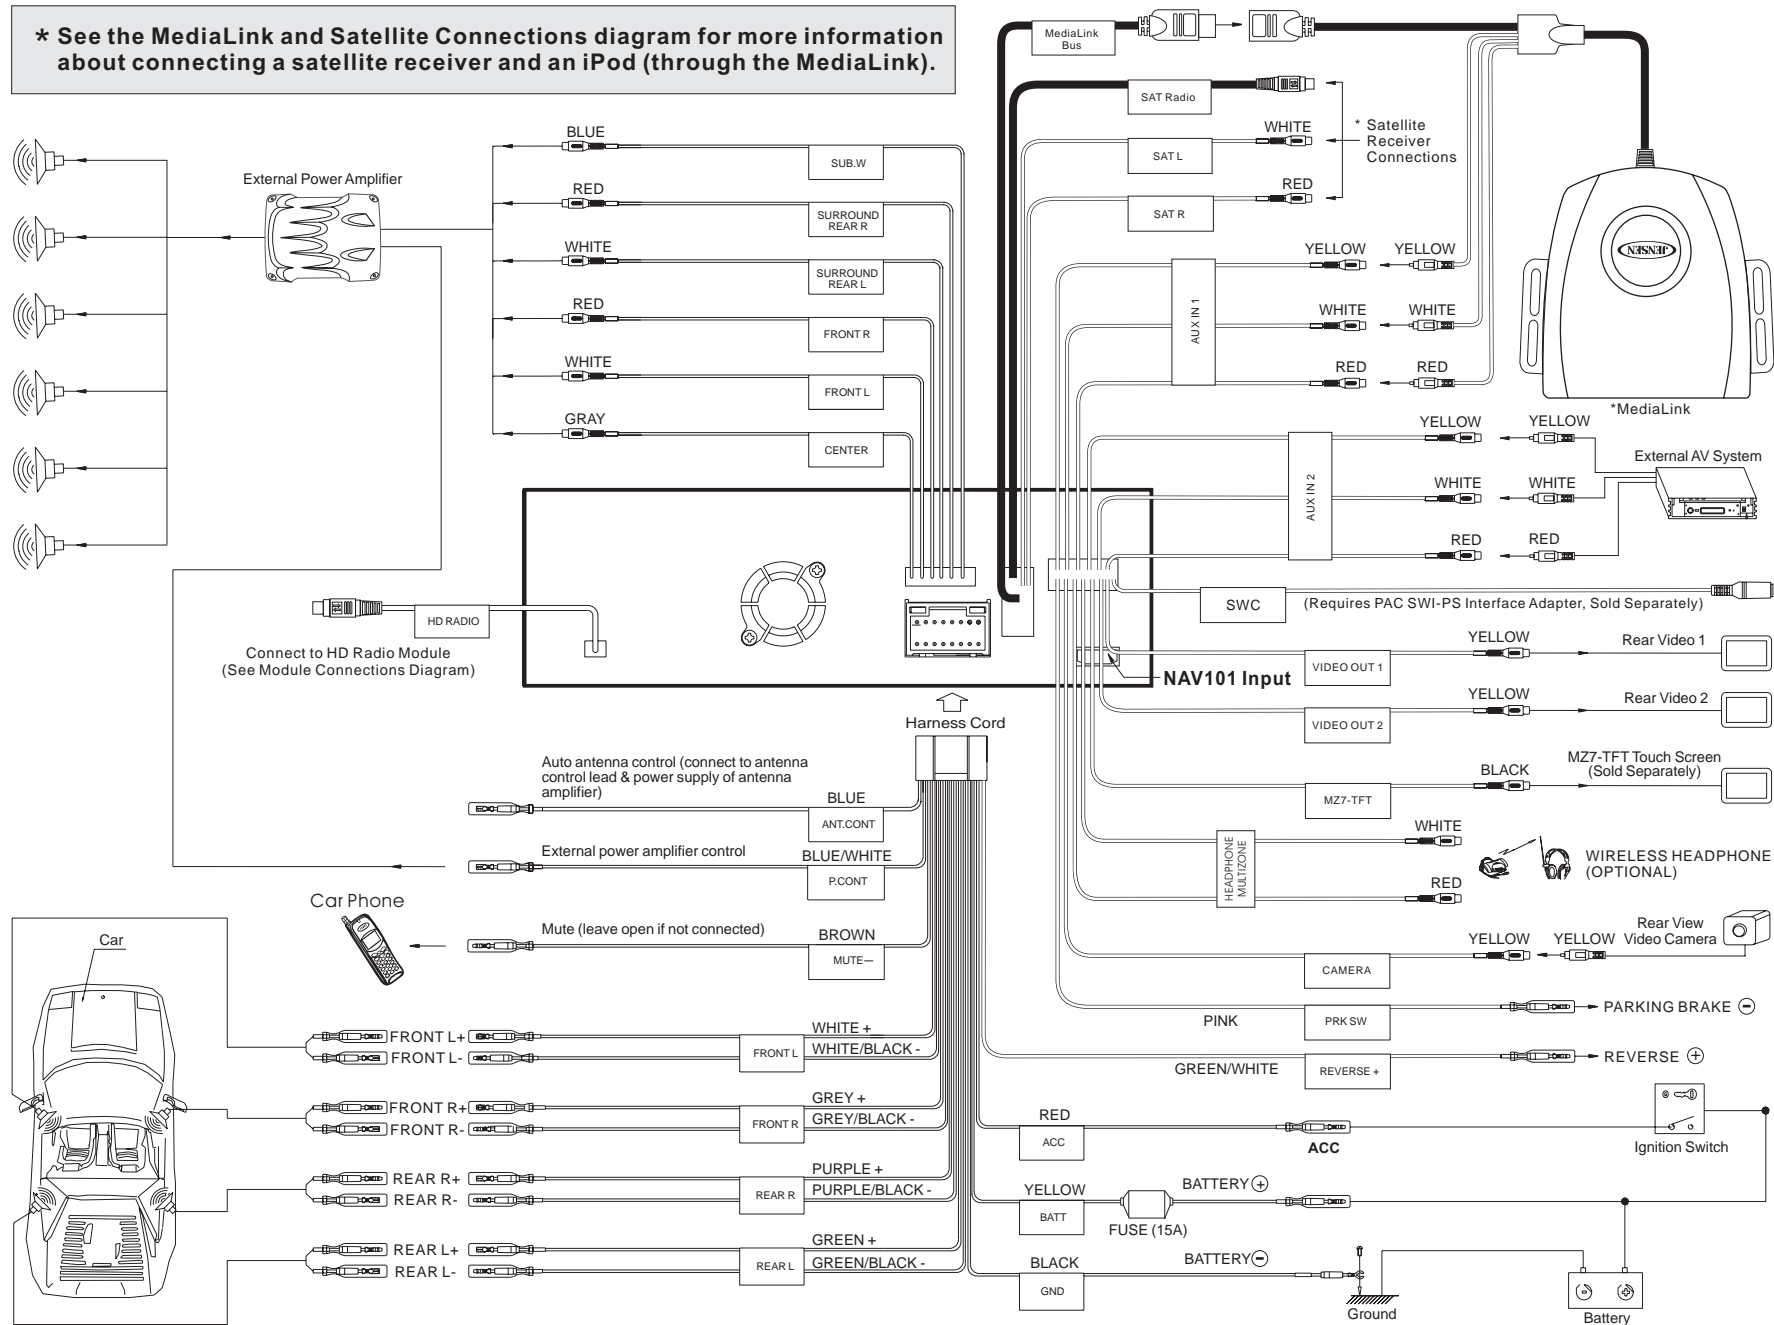 * See the MediaLink and Satellite Connections diagram for more information
about connecting a satellite receiver and an iPod (through the MediaLink).
MediaLink
Bus
SAT Radio
* Satellite
Receiver
Connections
WHITE
SAT L
RED
SAT R
JENSEN
*MediaLink
External Power Amplifier
BLUE
SUB.W
RED
SURROUND
REAR R
WHITE
SURROUND
REAR L
RED
FRONT R
WHITE
FRONT L
GRAY
CENTER
YELLOW YELLOW
AUX IN 1
WHITE WHITE
RED RED
YELLOW YELLOW
External AV System
AUX IN 2
WHITE WHITE
RED RED
SWC
(Requires PAC SWI-PS Interface Adapter, Sold Separately)
HD RADIO
Connect to HD Radio Module
(See Module Connections Diagram)
YELLOW
Rear Video 1
VIDEO OUT 1
NAV101 Input
YELLOW
Rear Video 2
VIDEO OUT 2
Harness Cord
MZ7-TFT Touch Screen
(Sold Separately)
BLACK
MZ7-TFT
Auto antenna control (connect to antenna
control lead & power supply of antenna
amplifier)
BLUE
ANT.CONT
WHITE
HEADPHONE
MULTIZONE
WIRELESS HEADPHONE
(OPTIONAL)
RED
External power amplifier control
BLUE/WHITE
P.CONT
Car Phone
Mute (leave open if not connected)
BROWN
MUTE—
Rear View
Video Camera
YELLOW YELLOW
CAMERA
PINK
PRK SW
PARKING BRAKE -
GREEN/WHITE
REVERSE +
REVERSE +
Car
FRONT L+
FRONT L-
FRONT L
WHITE +
WHITE/BLACK -
FRONT R+
FRONT R-
FRONT R
GREY +
GREY/BLACK -
REAR R+
REAR R-
REAR R
PURPLE +
PURPLE/BLACK -
REAR L+
REAR L-
REAR L
GREEN +
GREEN/BLACK -
RED
ACC
ACC
Ignition Switch
YELLOW
BATT
FUSE (15A)
BATTERY +
BLACK
GND
BATTERY -
Ground
- +
Battery